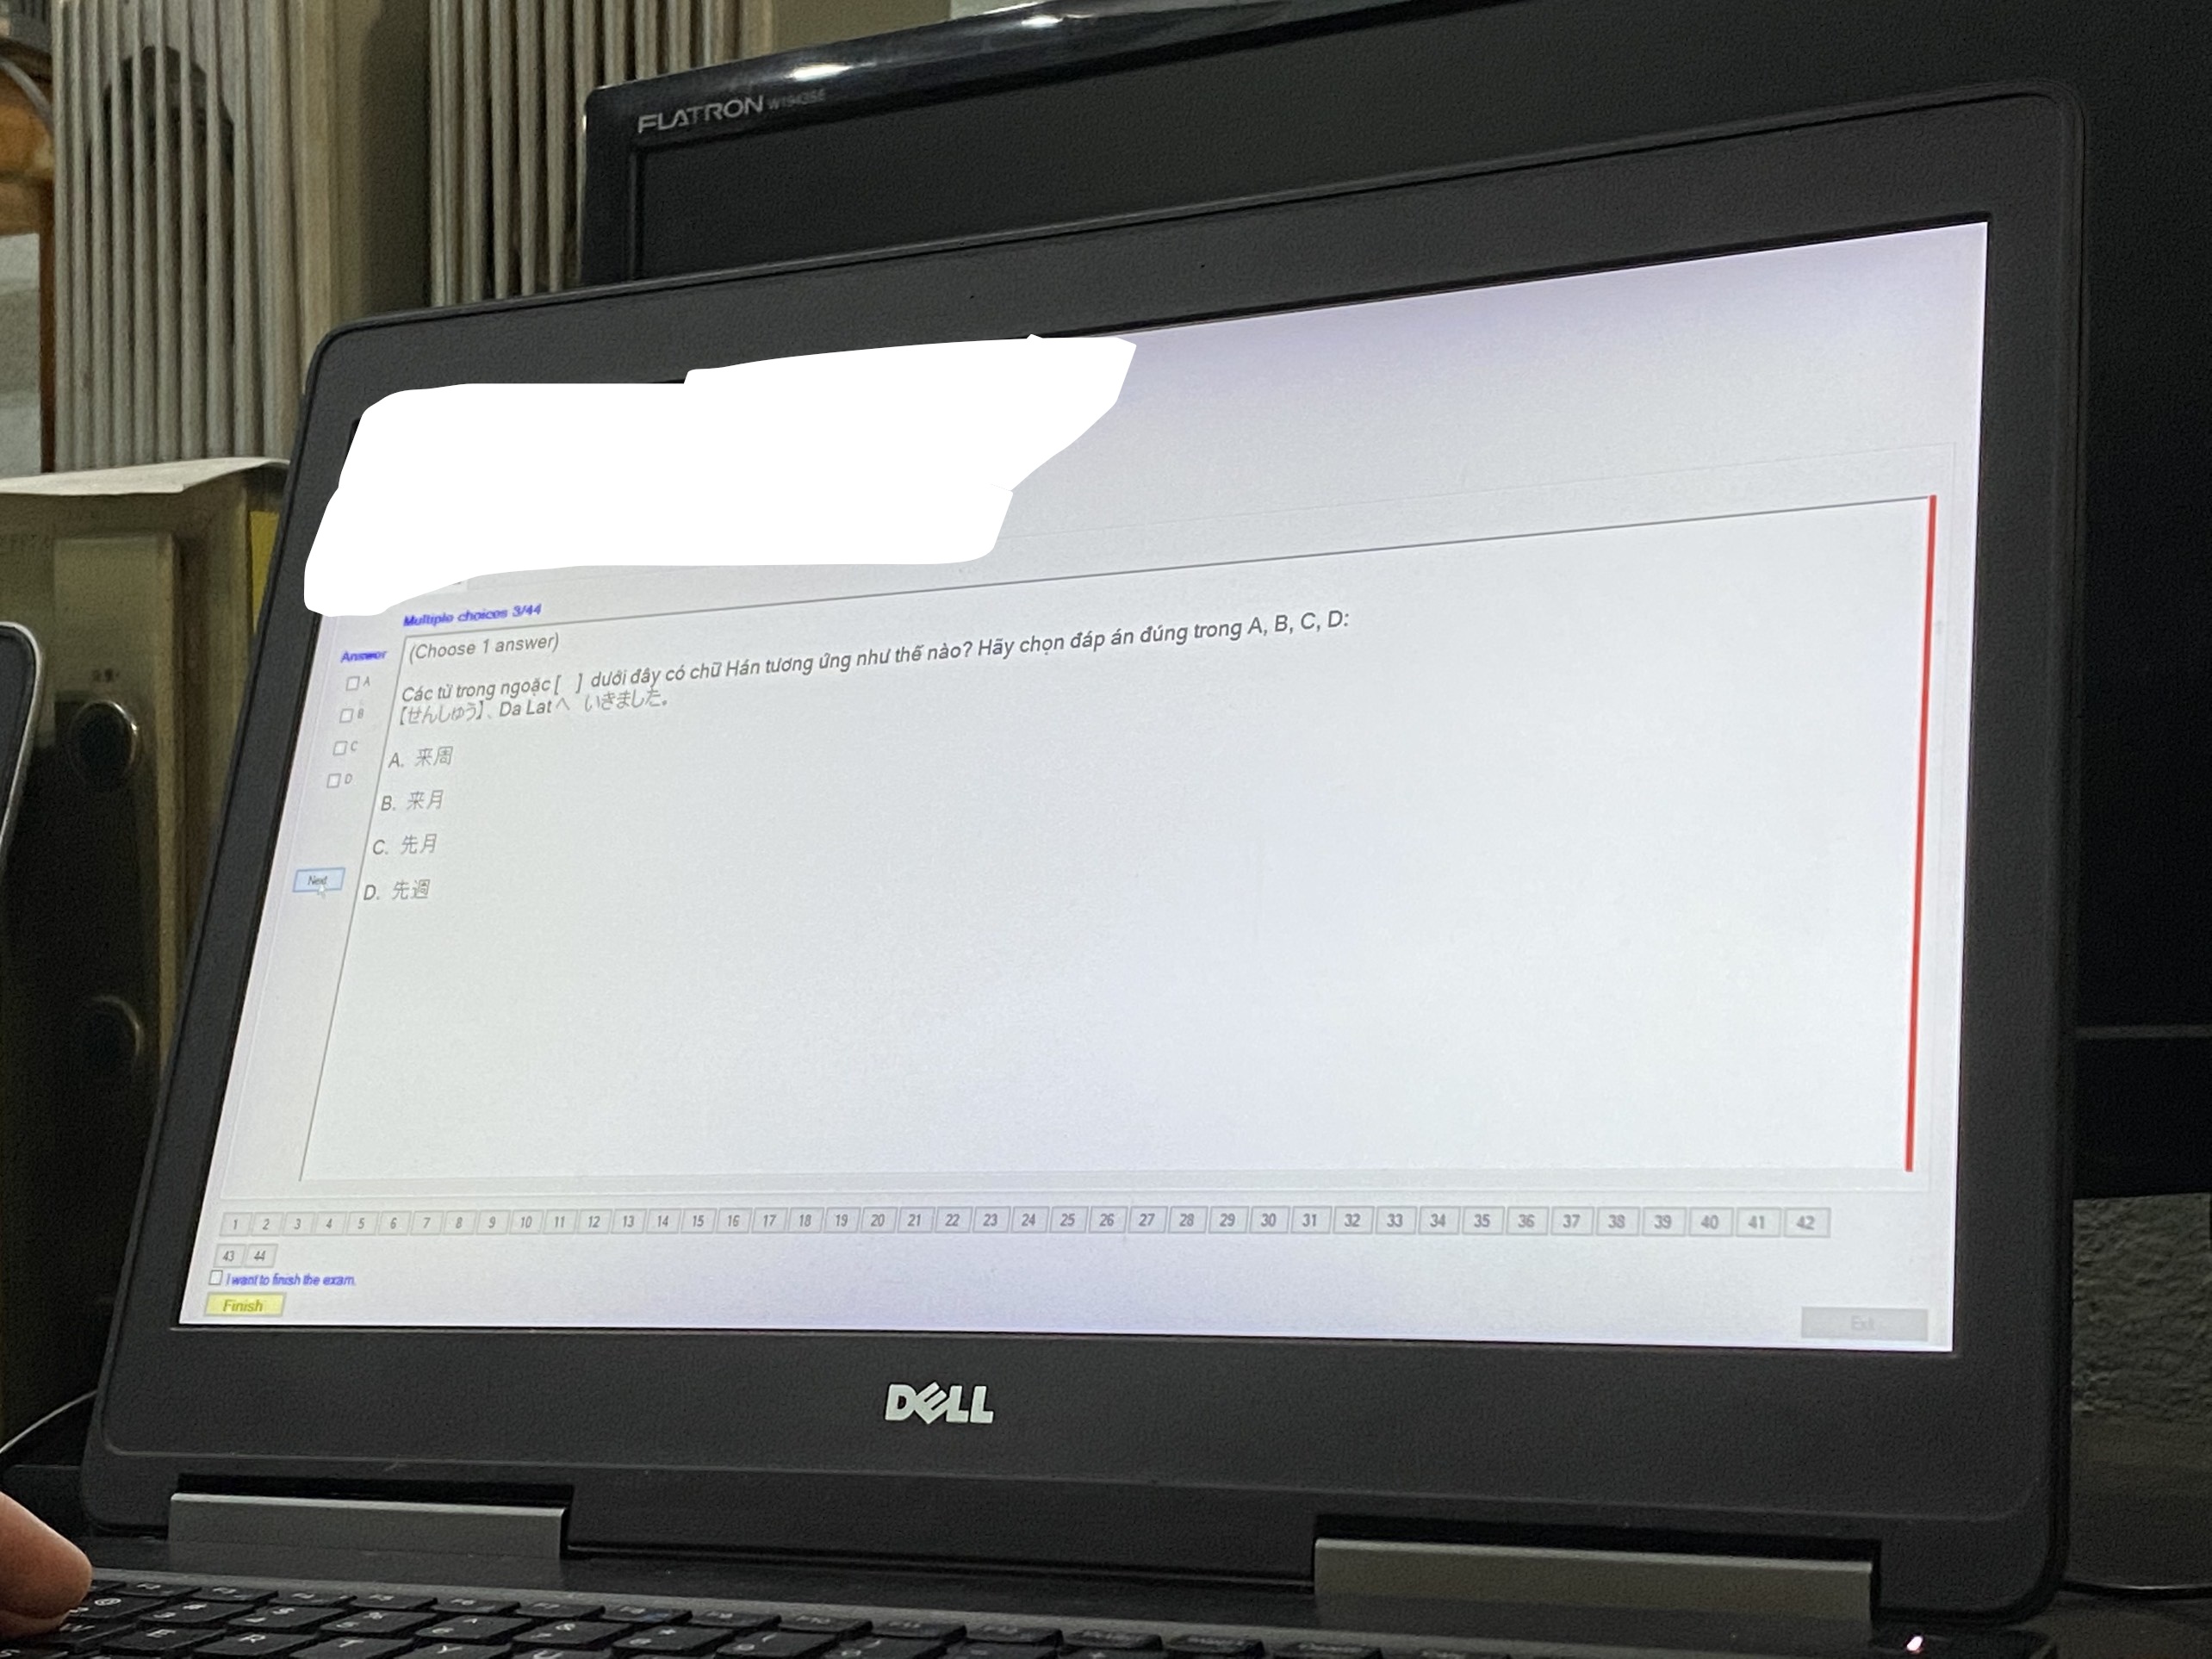 FLATRON W1943SE
Multiple choices 3/44
Answer
A
B
C
D
Next
(Choose 1 answer)
Các từ trong ngoặc [ ] dưới đây có chữ Hán tương ứng như thế nào? Hãy chọn đáp án đúng trong A, B, C, D:
【せんしゅう】、Da Latへ いきました。
A. 来周
B. 来月
C. 先月
D. 先週
1 2 3 4 5 6 7 8 9 10 11 12 13 14 15 16 17 18 19 20 21 22 23 24 25 26 27 28 29 30 31 32 33 34 35 36 37 38 39 40 41 42
43 44
I want to finish the exam.
Finish
Exit
DELL
W E R T Y U